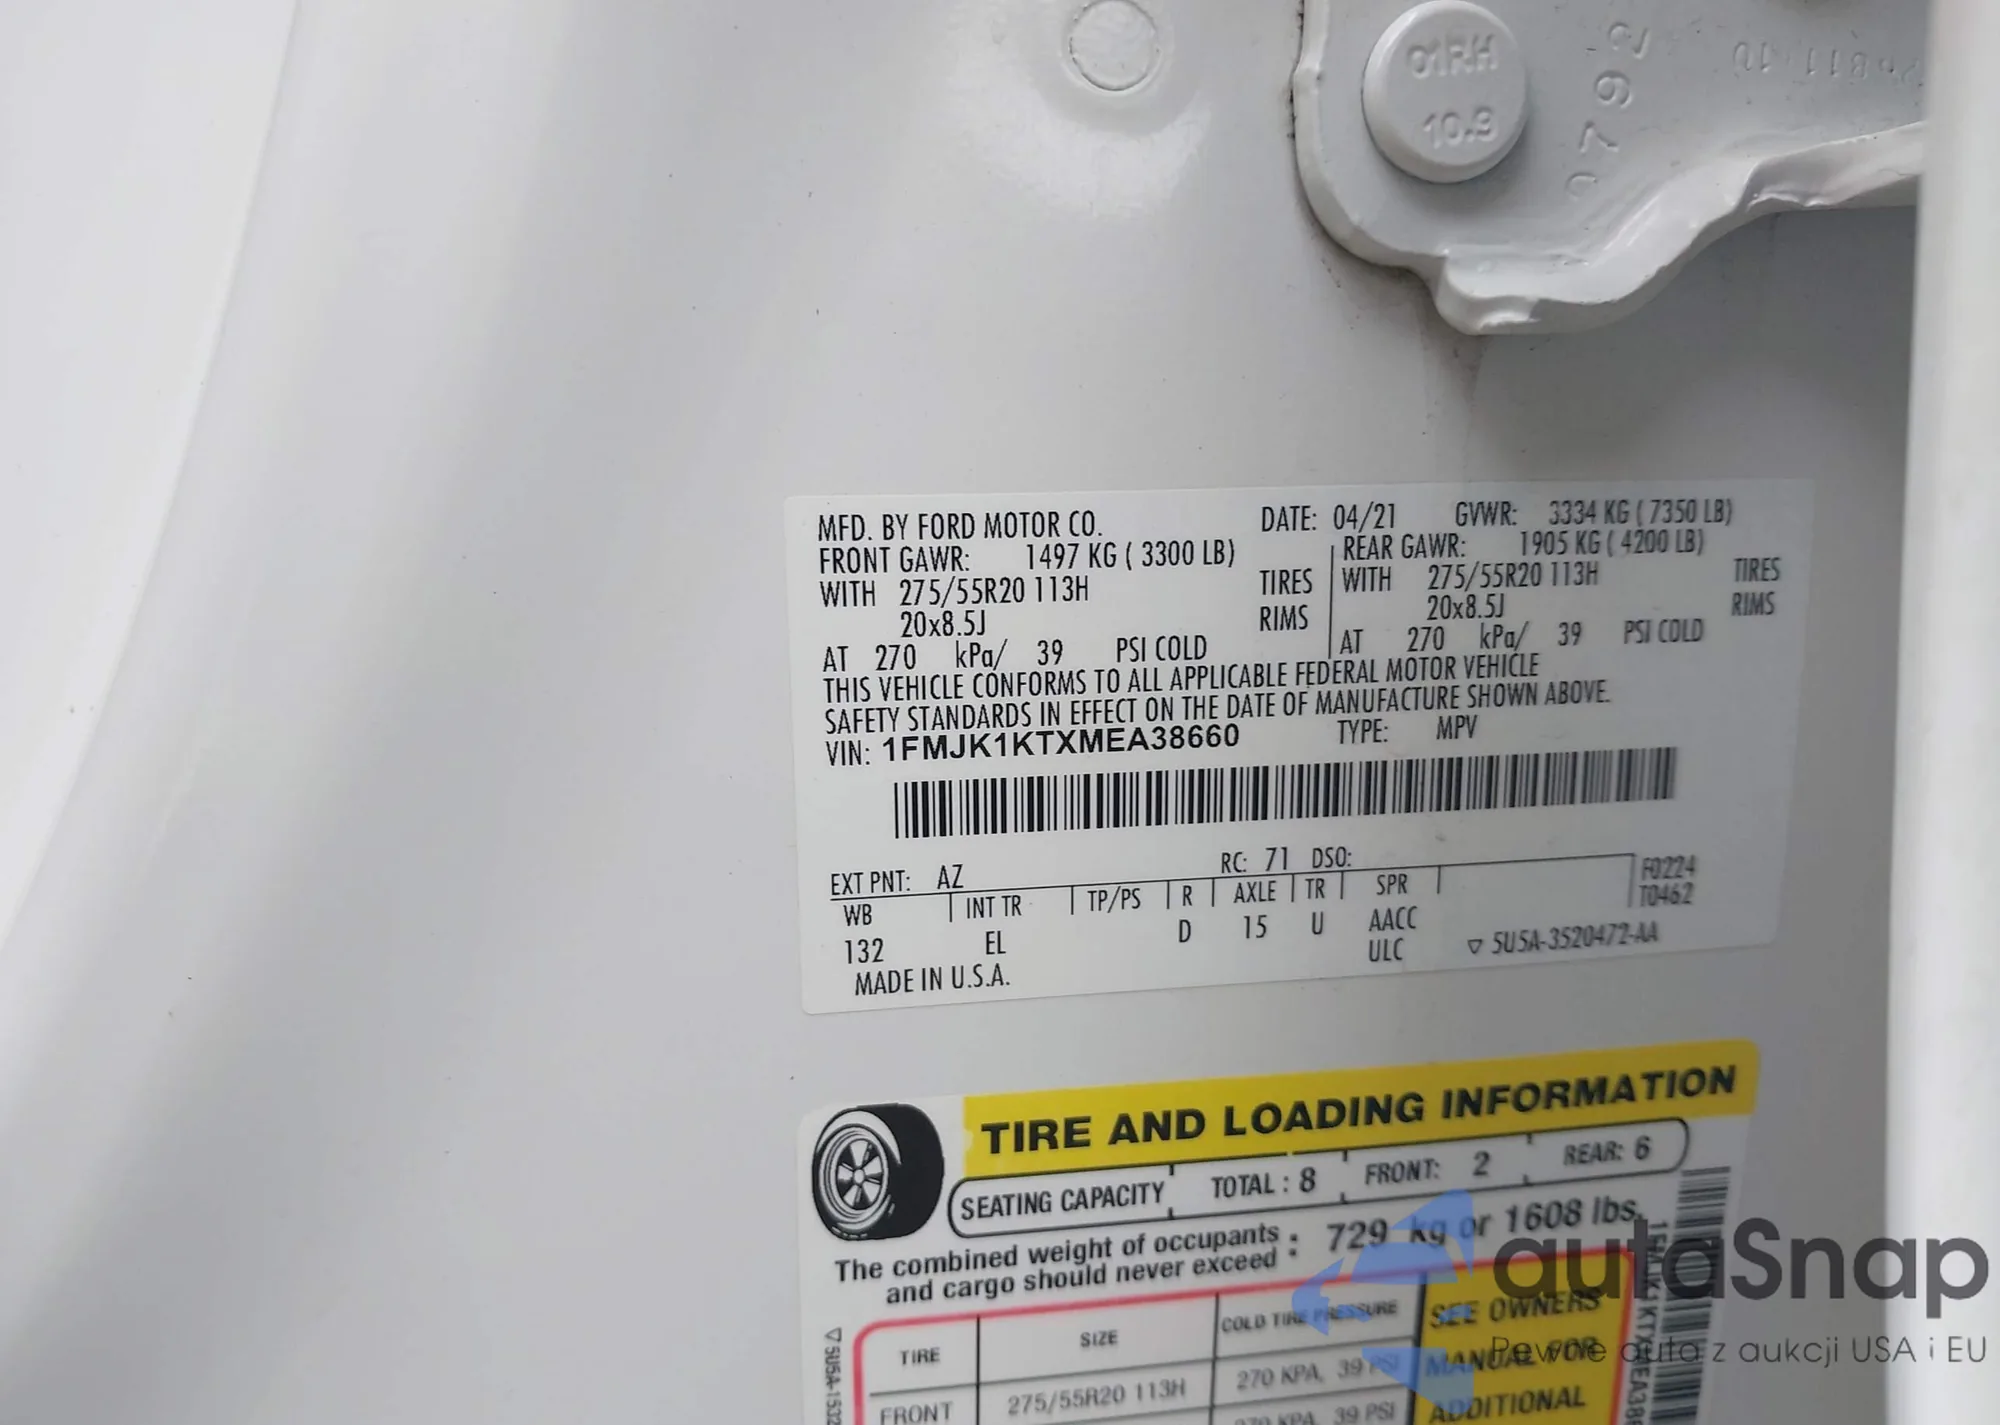 01RH
10.9
0792
MFD. BY FORD MOTOR CO. DATE: 04/21 GVWR: 3334 KG ( 7350 LB)
FRONT GAWR: 1497 KG ( 3300 LB) REAR GAWR: 1905 KG ( 4200 LB)
WITH 275/55R20 113H TIRES WITH 275/55R20 113H TIRES
20x8.5J RIMS 20x8.5J RIMS
AT 270 kPa/ 39 PSI COLD AT 270 kPa/ 39 PSI COLD
THIS VEHICLE CONFORMS TO ALL APPLICABLE FEDERAL MOTOR VEHICLE
SAFETY STANDARDS IN EFFECT ON THE DATE OF MANUFACTURE SHOWN ABOVE.
VIN: 1FMJK1KTXMEA38660 TYPE: MPV
EXT PNT: AZ RC: 71 DSO:
WB INT TR TP/PS R AXLE TR SPR F0224
T0462
132 EL D 15 U AACC
ULC ▽ 5U5A-3520472-AA
MADE IN U.S.A.
TIRE AND LOADING INFORMATION
SEATING CAPACITY TOTAL : 8 FRONT: 2 REAR: 6
The combined weight of occupants
and cargo should never exceed : 729 kg or 1608 lbs.
TIRE SIZE COLD TIRE PRESSURE SEE OWNERS
MANUAL FOR
ADDITIONAL
FRONT 275/55R20 113H 270 KPA, 39 PSI
270 KPA, 39 PSI
▽ 5U5A-1532
autaSnap
Pewne auta z aukcji USA i EU